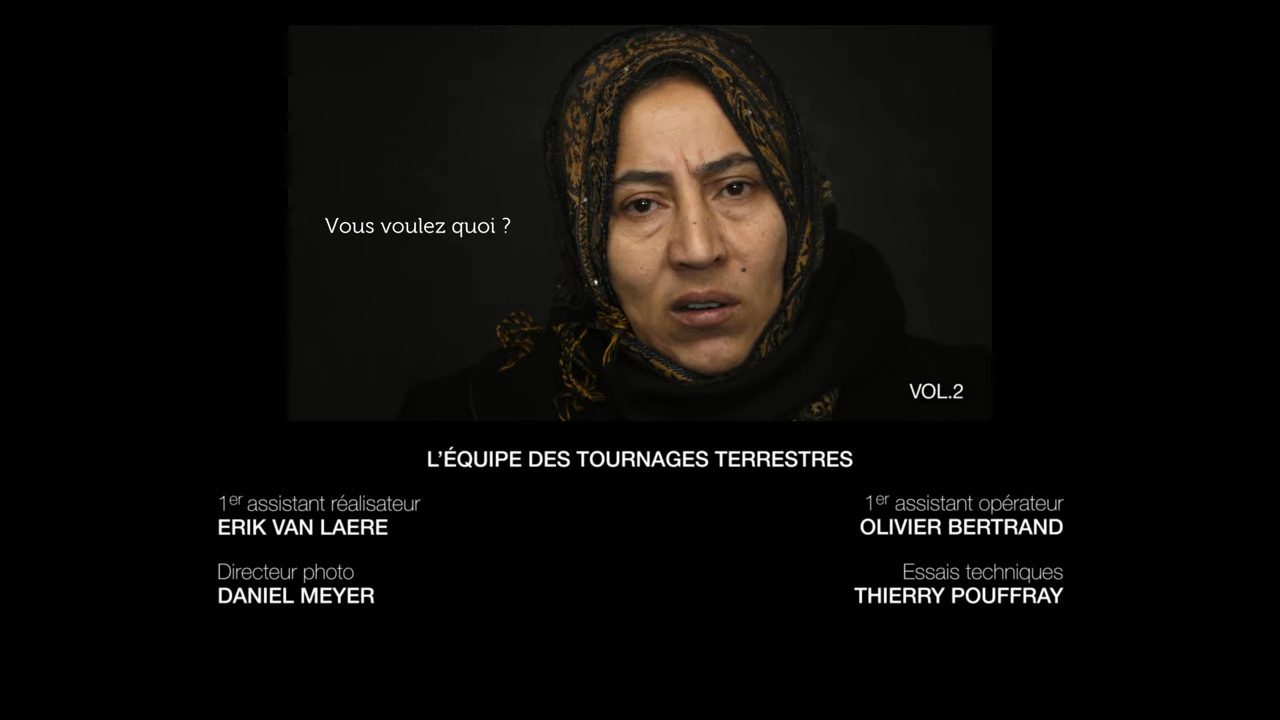 Vous voulez quoi ?
VOL.2
L'ÉQUIPE DES TOURNAGES TERRESTRES
1er assistant réalisateur
ERIK VAN LAERE
1er assistant opérateur
OLIVIER BERTRAND
Directeur photo
DANIEL MEYER
Essais techniques
THIERRY POUFFRAY